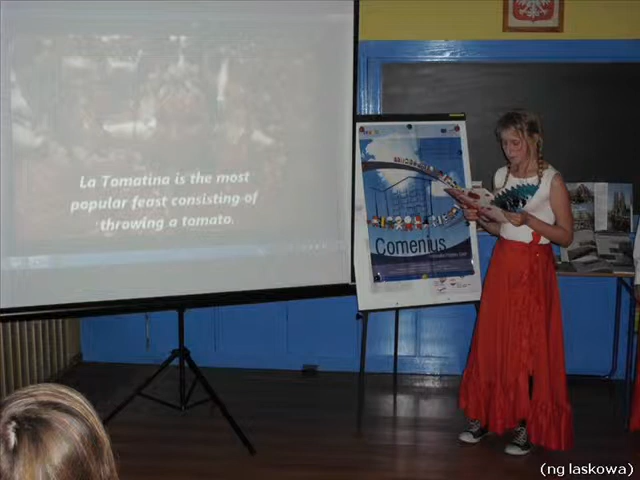 La Tomatina is the most
popular feast consisting of
throwing a tomato.
Comenius
(ng laskowa)